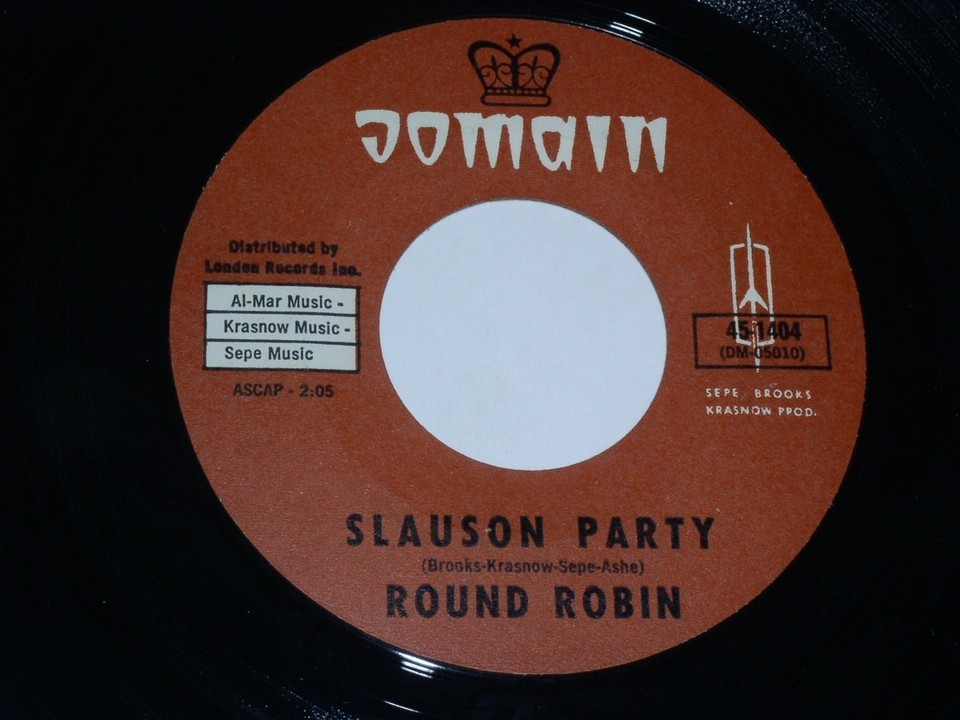 Domain
Distributed by
London Records Inc.
Al-Mar Music -
Krasnow Music -
Sepe Music
ASCAP - 2:05
45-1404
(DM-05010)
SEPE, BROOKS
KRASNOW PROD.
SLAUSON PARTY
(Brooks-Krasnow-Sepe-Ashe)
ROUND ROBIN